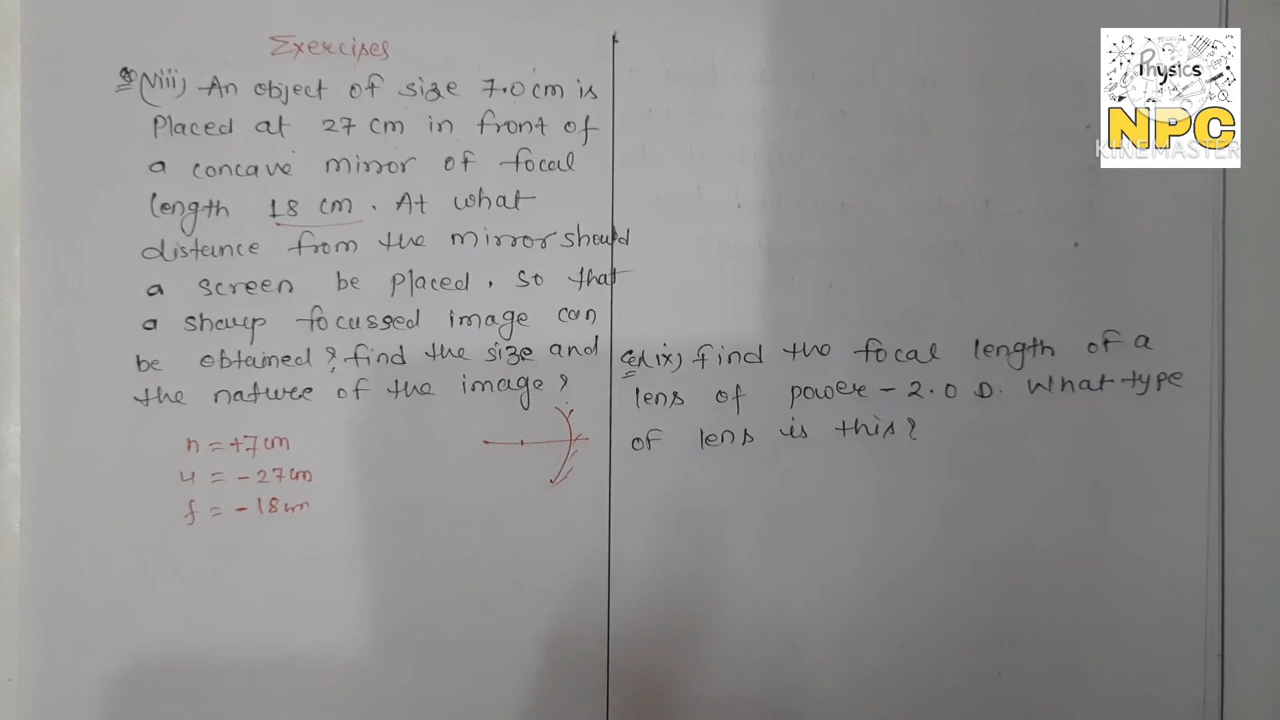 Exercises
(viii) An object of size 7.0 cm is
Placed at 27 cm in front of
a concave mirror of focal
length 18 cm. At what
distance from the mirror should
a screen be placed, so that
a sharp focussed image can
be obtained? find the size and
the nature of the image?
h = +7 cm
u = -27 cm
f = -18 cm
(ix) find the focal length of a
lens of power -2.0 D. What type
of lens is this?
Physics
NPC
KINEMASTER